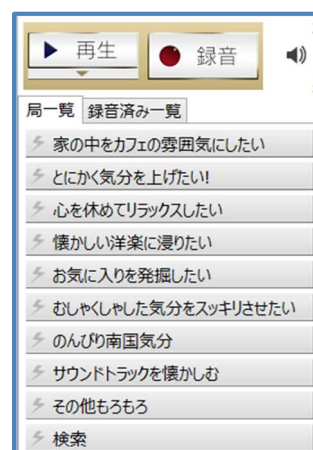 再生
録音
局一覧 録音済み一覧
家の中をカフェの雰囲気にしたい
とにかく気分を上げたい!
心を休めてリラックスしたい
懐かしい洋楽に浸りたい
お気に入りを発掘したい
むしゃくしゃした気分をスッキリさせたい
のんびり南国気分
サウンドトラックを懐かしむ
その他もろもろ
検索